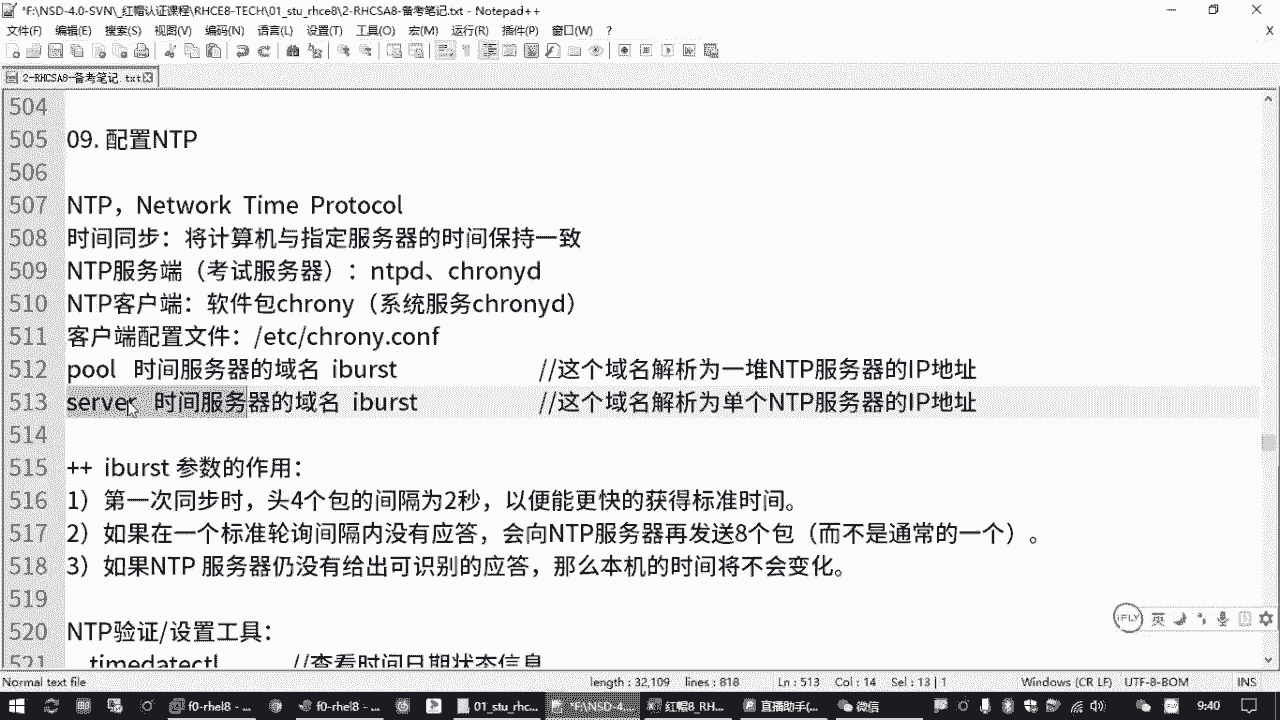 *F:\NSD-4.0-SVN\_红帽认证课程\RHCE8-TECH\01_stu_rhce8\2-RHCSA8-备考笔记.txt - Notepad++
文件(F) 编辑(E) 搜索(S) 视图(V) 编码(N) 语言(L) 设置(T) 工具(O) 宏(M) 运行(R) 插件(P) 窗口(W) ? X
2-RHCSA8-备考笔记.txt
504
505 09. 配置NTP
506
507 NTP，Network Time Protocol
508 时间同步：将计算机与指定服务器的时间保持一致
509 NTP服务端（考试服务器）：ntpd、chronyd
510 NTP客户端：软件包chrony（系统服务chronyd）
511 客户端配置文件：/etc/chrony.conf
512 pool 时间服务器的域名 iburst //这个域名解析为一堆NTP服务器的IP地址
513 server 时间服务器的域名 iburst //这个域名解析为单个NTP服务器的IP地址
514
515 ++ iburst 参数的作用：
516 1）第一次同步时，头4个包的间隔为2秒，以便能更快的获得标准时间。
517 2）如果在一个标准轮询间隔内没有应答，会向NTP服务器再发送8个包（而不是通常的一个）。
518 3）如果NTP 服务器仍没有给出可识别的应答，那么本机的时间将不会变化。
519
520 NTP验证/设置工具：
521 timedatectl //查看时间日期状态信息
iFLY 英
Normal text file length : 32,109 lines : 818 Ln : 513 Col : 14 Sel : 13 | 1 Windows (CR LF) UTF-8-BOM INS
f0-rhel8 - ... f0-rhel8 - ... 01_stu_rhc... *F:\NSD-4.... 红帽8_RH... 直播助手(... 微信 9:40